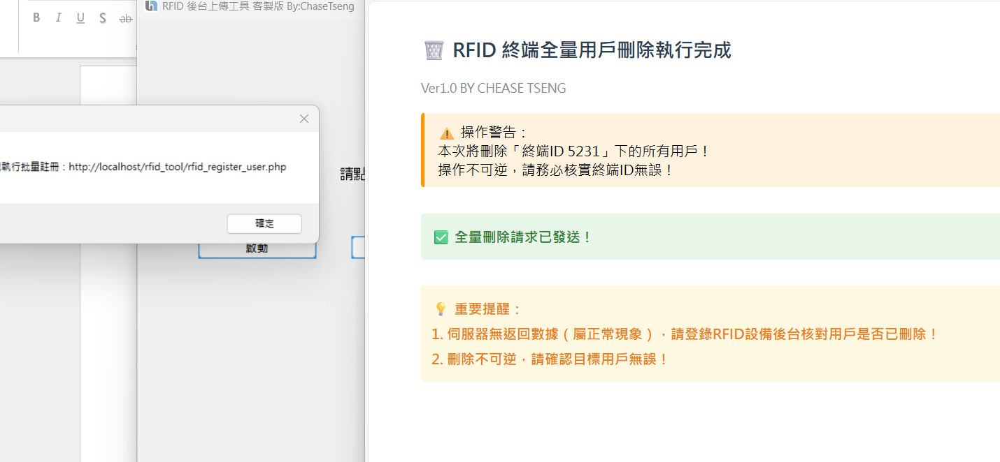 B I U S ab
RFID 後台上傳工具 客製版 By:ChaseTseng
執行批量註冊：http://localhost/rfid_tool/rfid_register_user.php
確定
請點
啟動
RFID 終端全量用戶刪除執行完成
Ver1.0 BY CHEASE TSENG
操作警告：
本次將刪除「終端ID 5231」下的所有用戶！
操作不可逆，請務必核實終端ID無誤！
全量刪除請求已發送！
重要提醒：
1. 伺服器無返回數據（屬正常現象），請登錄RFID設備後台核對用戶是否已刪除！
2. 刪除不可逆，請確認目標用戶無誤！